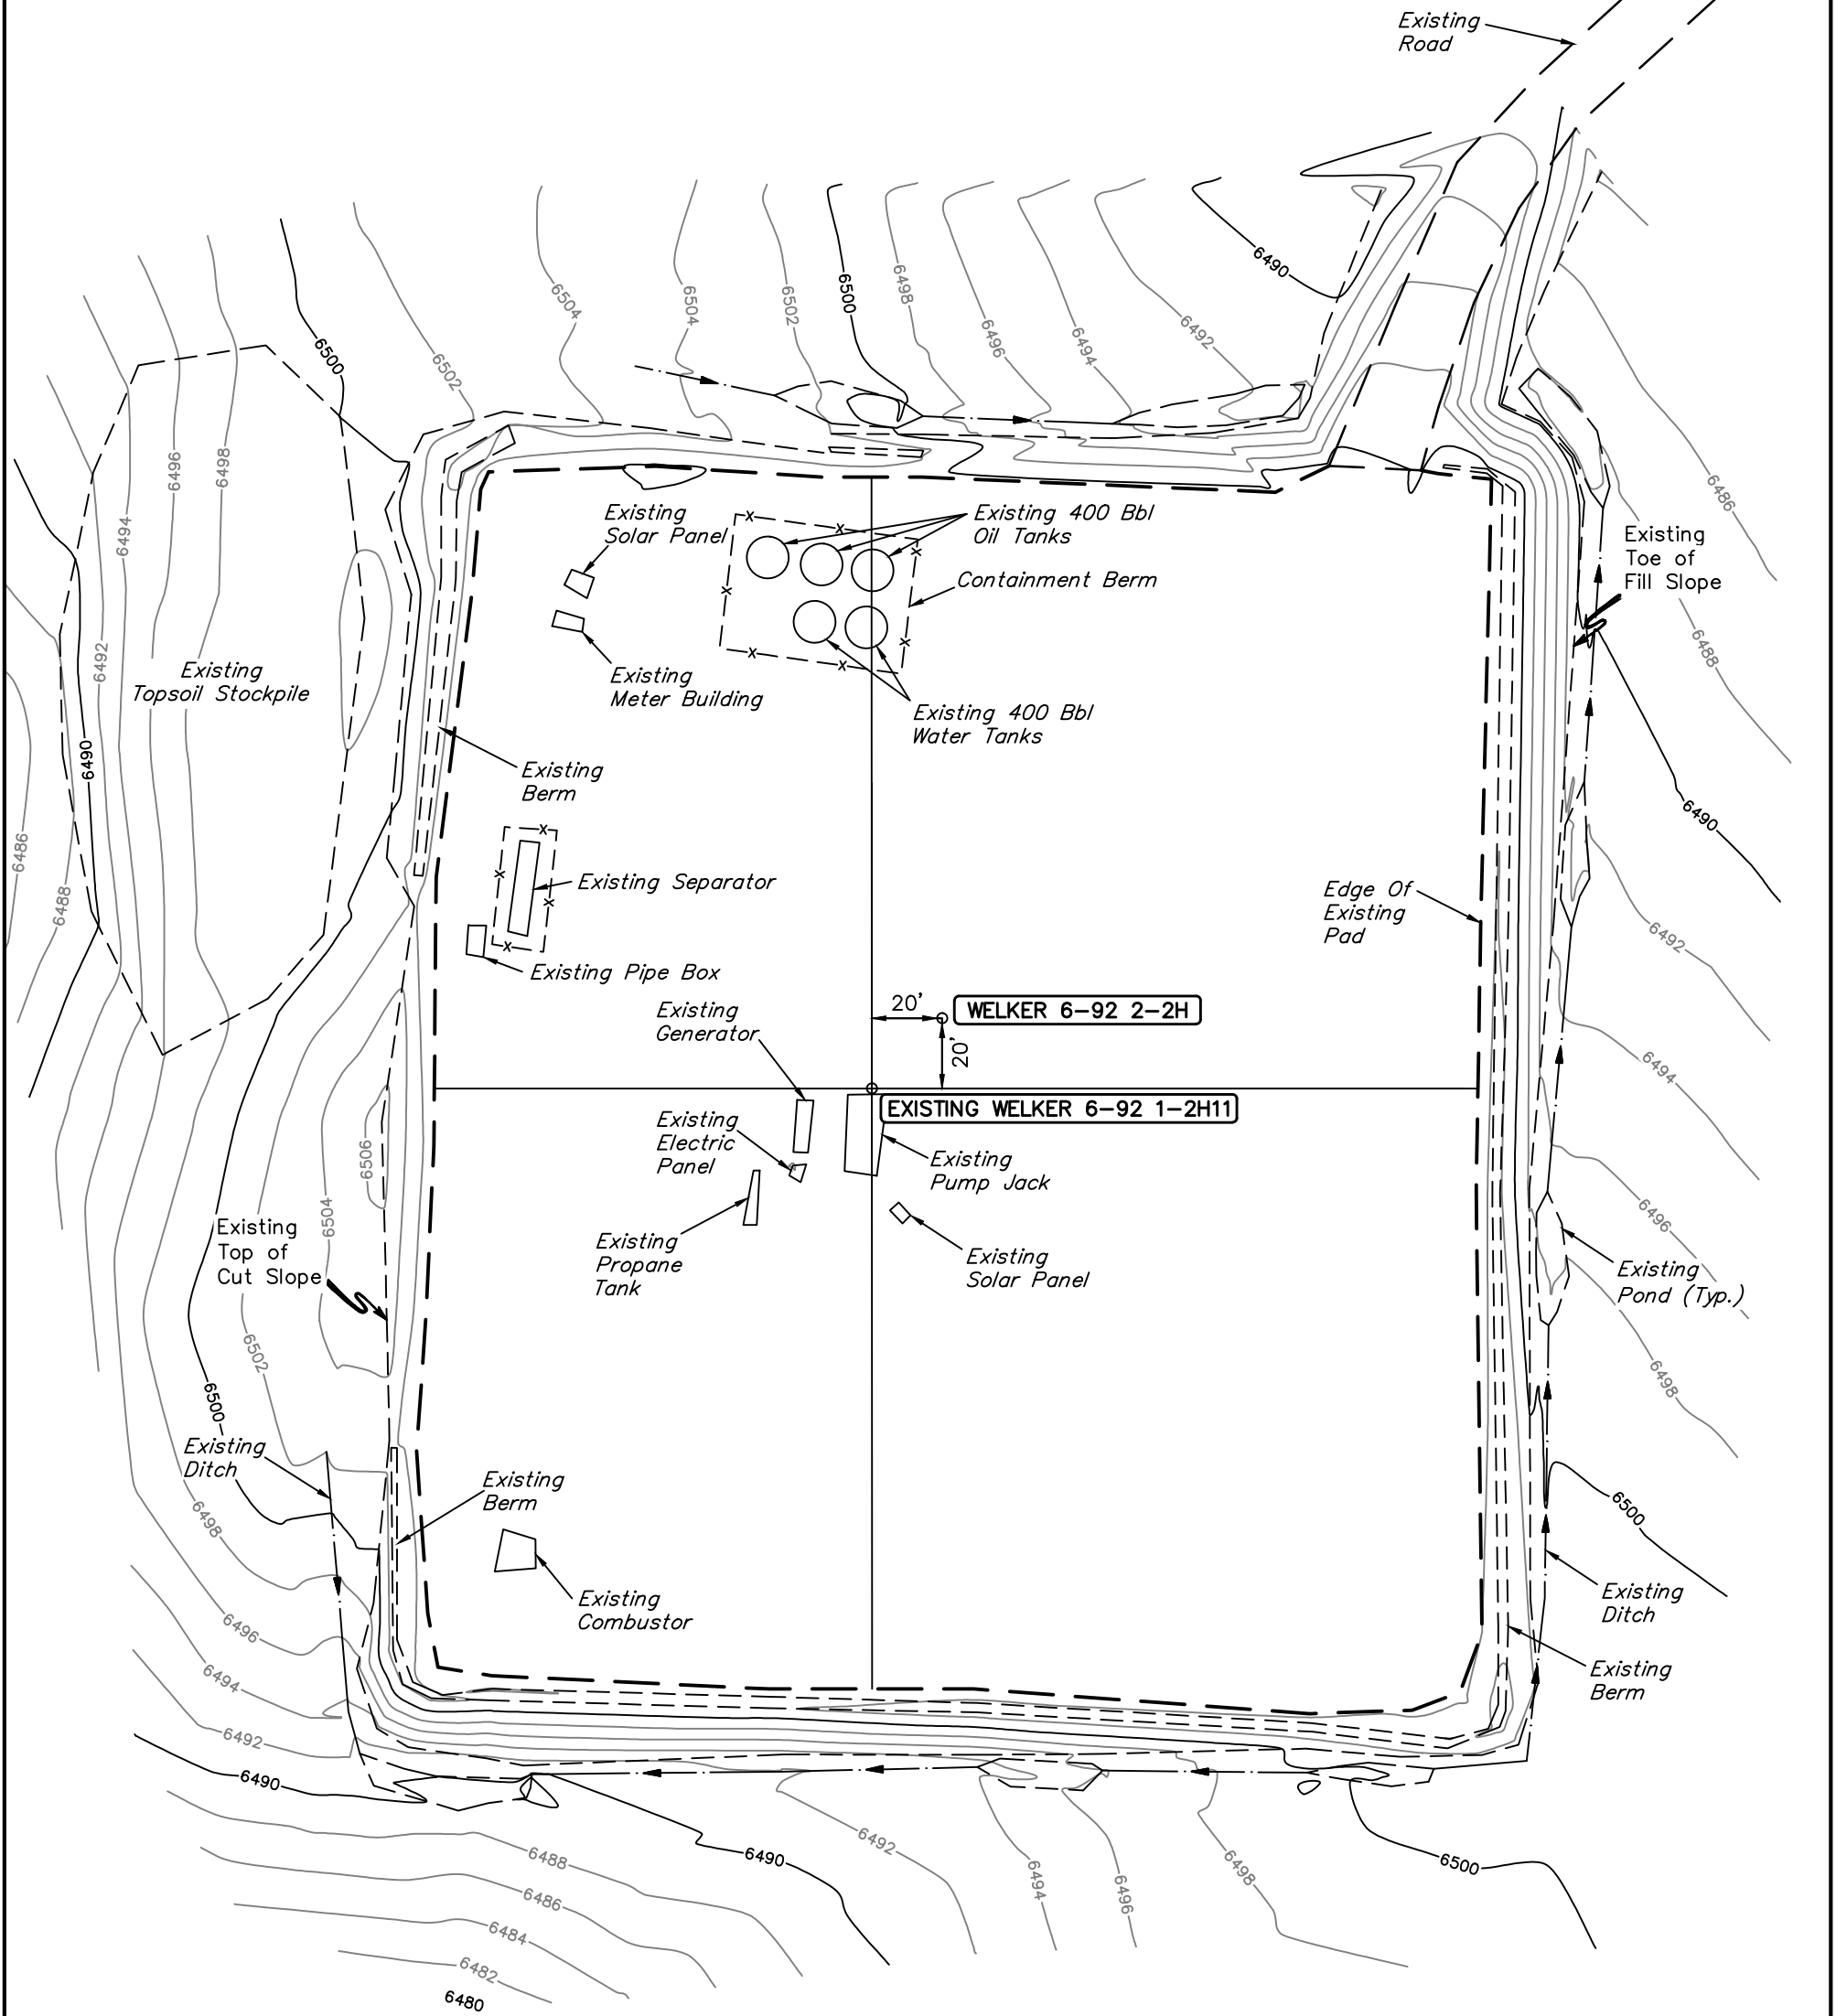 Existing
Road
6490
6500
6502
6504
6504
6502
6500
6498
6496
6494
6492
6496
6498
6494
6492
6490
6486
6488
6486
6488
6490
6492
6494
6496
6498
6500
Existing
Solar Panel
Existing 400 Bbl
Oil Tanks
Containment Berm
Existing
Toe of
Fill Slope
Existing
Topsoil Stockpile
Existing
Meter Building
Existing 400 Bbl
Water Tanks
Existing
Berm
Existing Separator
Edge Of
Existing
Pad
Existing Pipe Box
20'
WELKER 6-92 2-2H
20'
Existing
Generator
EXISTING WELKER 6-92 1-2H11
Existing
Electric
Panel
Existing
Pump Jack
6506
6504
Existing
Top of
Cut Slope
Existing
Propane
Tank
Existing
Solar Panel
Existing
Pond (Typ.)
6502
6500
Existing
Ditch
Existing
Berm
6498
Existing
Combustor
Existing
Ditch
6496
6494
6492
6490
Existing
Berm
6488
6486
6484
6482
6480
6490
6492
6494
6496
6498
6500
x x x x x x x x
x x x x